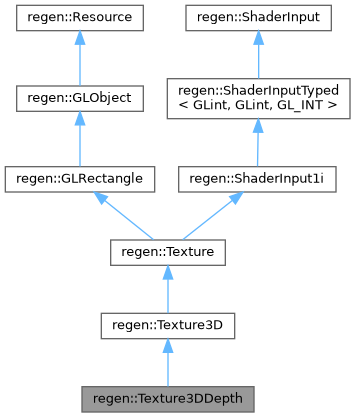 regen::Resource
regen::ShaderInput
regen::GLObject
regen::ShaderInputTyped
< GLint, GLint, GL_INT >
regen::GLRectangle
regen::ShaderInput1i
regen::Texture
regen::Texture3D
regen::Texture3DDepth